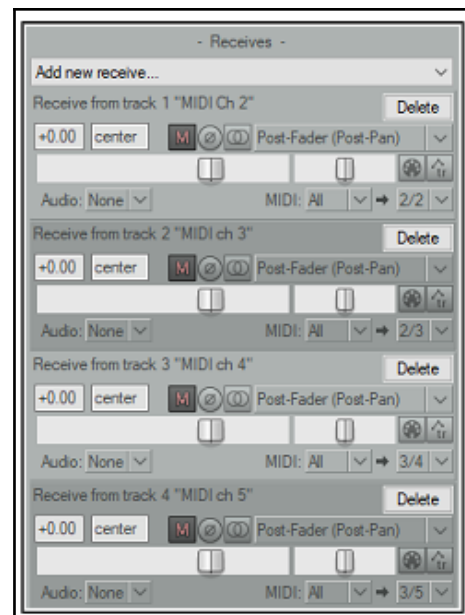 - Receives -
Add new receive...
Receive from track 1 "MIDI Ch 2" Delete
+0.00 center M Post-Fader (Post-Pan)
tr
Audio: None MIDI: All 2/2
Receive from track 2 "MIDI ch 3" Delete
+0.00 center M Post-Fader (Post-Pan)
tr
Audio: None MIDI: All 2/3
Receive from track 3 "MIDI ch 4" Delete
+0.00 center M Post-Fader (Post-Pan)
tr
Audio: None MIDI: All 3/4
Receive from track 4 "MIDI ch 5" Delete
+0.00 center M Post-Fader (Post-Pan)
tr
Audio: None MIDI: All 3/5